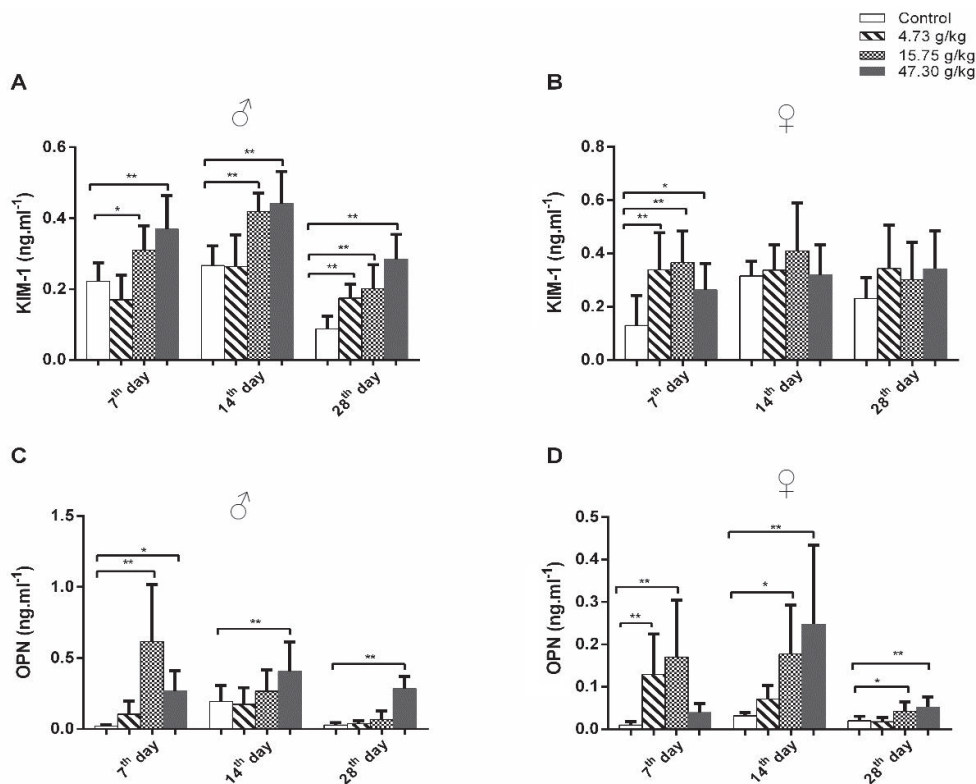 Control
4.73 g/kg
15.75 g/kg
47.30 g/kg
A
♂
KIM-1 (ng.ml⁻¹)
0.6
0.4
0.2
0.0
**
*
**
**
**
**
**
7th day
14th day
28th day
B
♀
KIM-1 (ng.ml⁻¹)
0.8
0.6
0.4
0.2
0.0
*
**
**
7th day
14th day
28th day
C
♂
OPN (ng.ml⁻¹)
1.5
1.0
0.5
0.0
*
**
**
**
7th day
14th day
28th day
D
♀
OPN (ng.ml⁻¹)
0.5
0.4
0.3
0.2
0.1
0.0
**
**
**
*
**
*
7th day
14th day
28th day